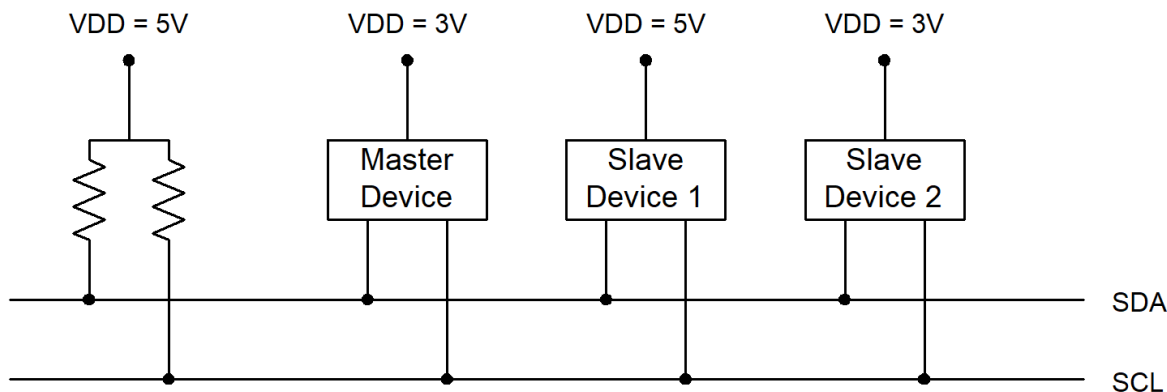 VDD = 5V
VDD = 3V
VDD = 5V
VDD = 3V
Master
Device
Slave
Device 1
Slave
Device 2
SDA
SCL